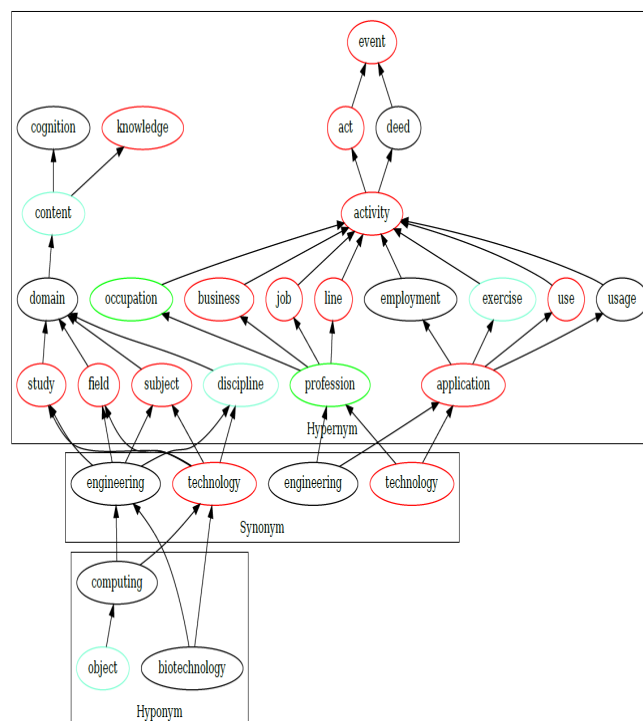 event
act
deed
cognition
knowledge
content
activity
domain
occupation
business
job
line
employment
exercise
use
usage
study
field
subject
discipline
profession
application
Hypernym
engineering
technology
engineering
technology
Synonym
computing
object
biotechnology
Hyponym